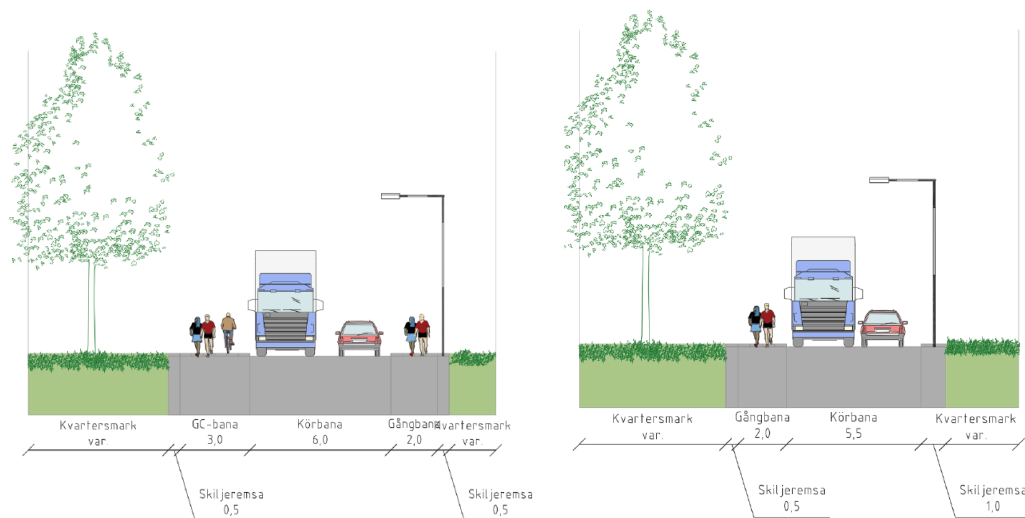 Kvartersmark
var.
GC-bana
3,0
Körbana
6,0
Gångbana
2,0
Kvartersmark
var.
Skiljeremsa
0,5
Skiljeremsa
0,5
Kvartersmark
var.
Gångbana
2,0
Körbana
5,5
Kvartersmark
var.
Skiljeremsa
0,5
Skiljeremsa
1,0